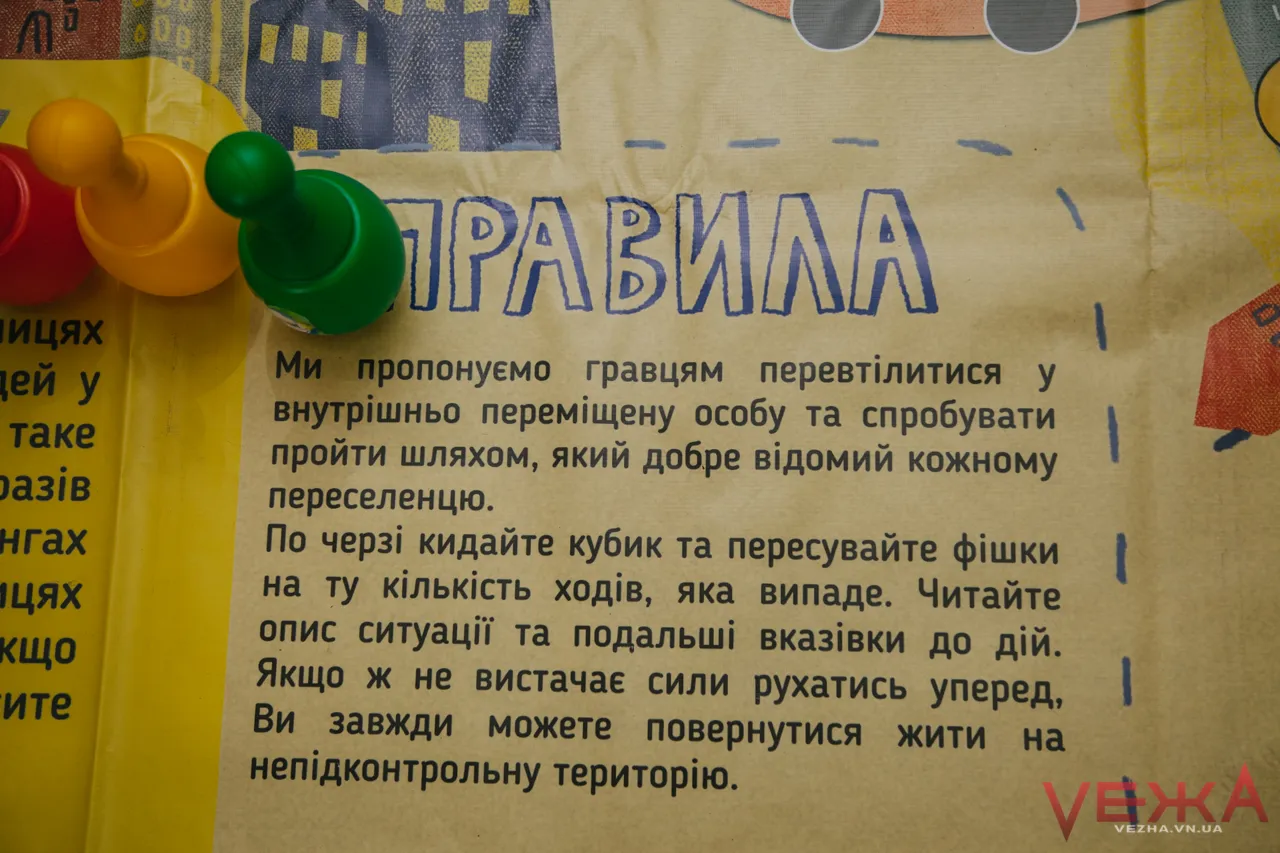 ПРАВИЛА
Ми пропонуємо гравцям перевтілитися у
внутрішньо переміщену особу та спробувати
пройти шляхом, який добре відомий кожному
переселенцю.
По черзі кидайте кубик та пересувайте фішки
на ту кількість ходів, яка випаде. Читайте
опис ситуації та подальші вказівки до дій.
Якщо ж не вистачає сили рухатись уперед,
Ви завжди можете повернутися жити на
непідконтрольну територію.
дей у
таке
VEЖА
VEZHA.VN.UA